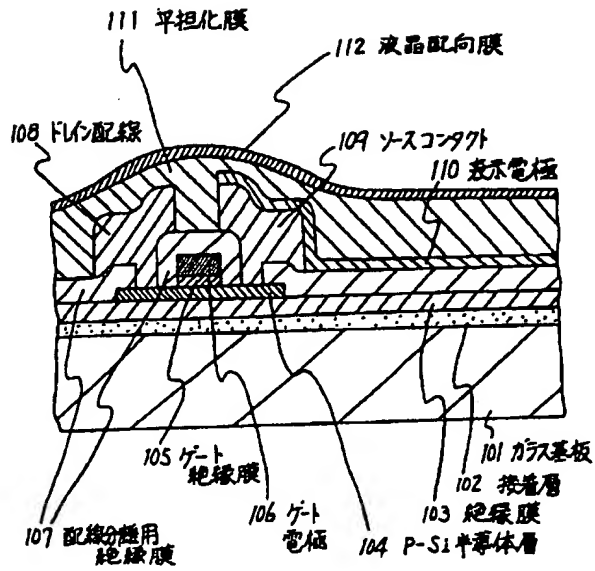 111 平担化膜
112 液晶配向膜
108 ドレイン配線
109 ソースコンタクト
110 表示電極
105 ゲート
絶縁膜
101 ガラス基板
102 接着層
103 絶縁膜
104 P-Si半導体層
106 ゲート
電極
107 配線分離用
絶縁膜